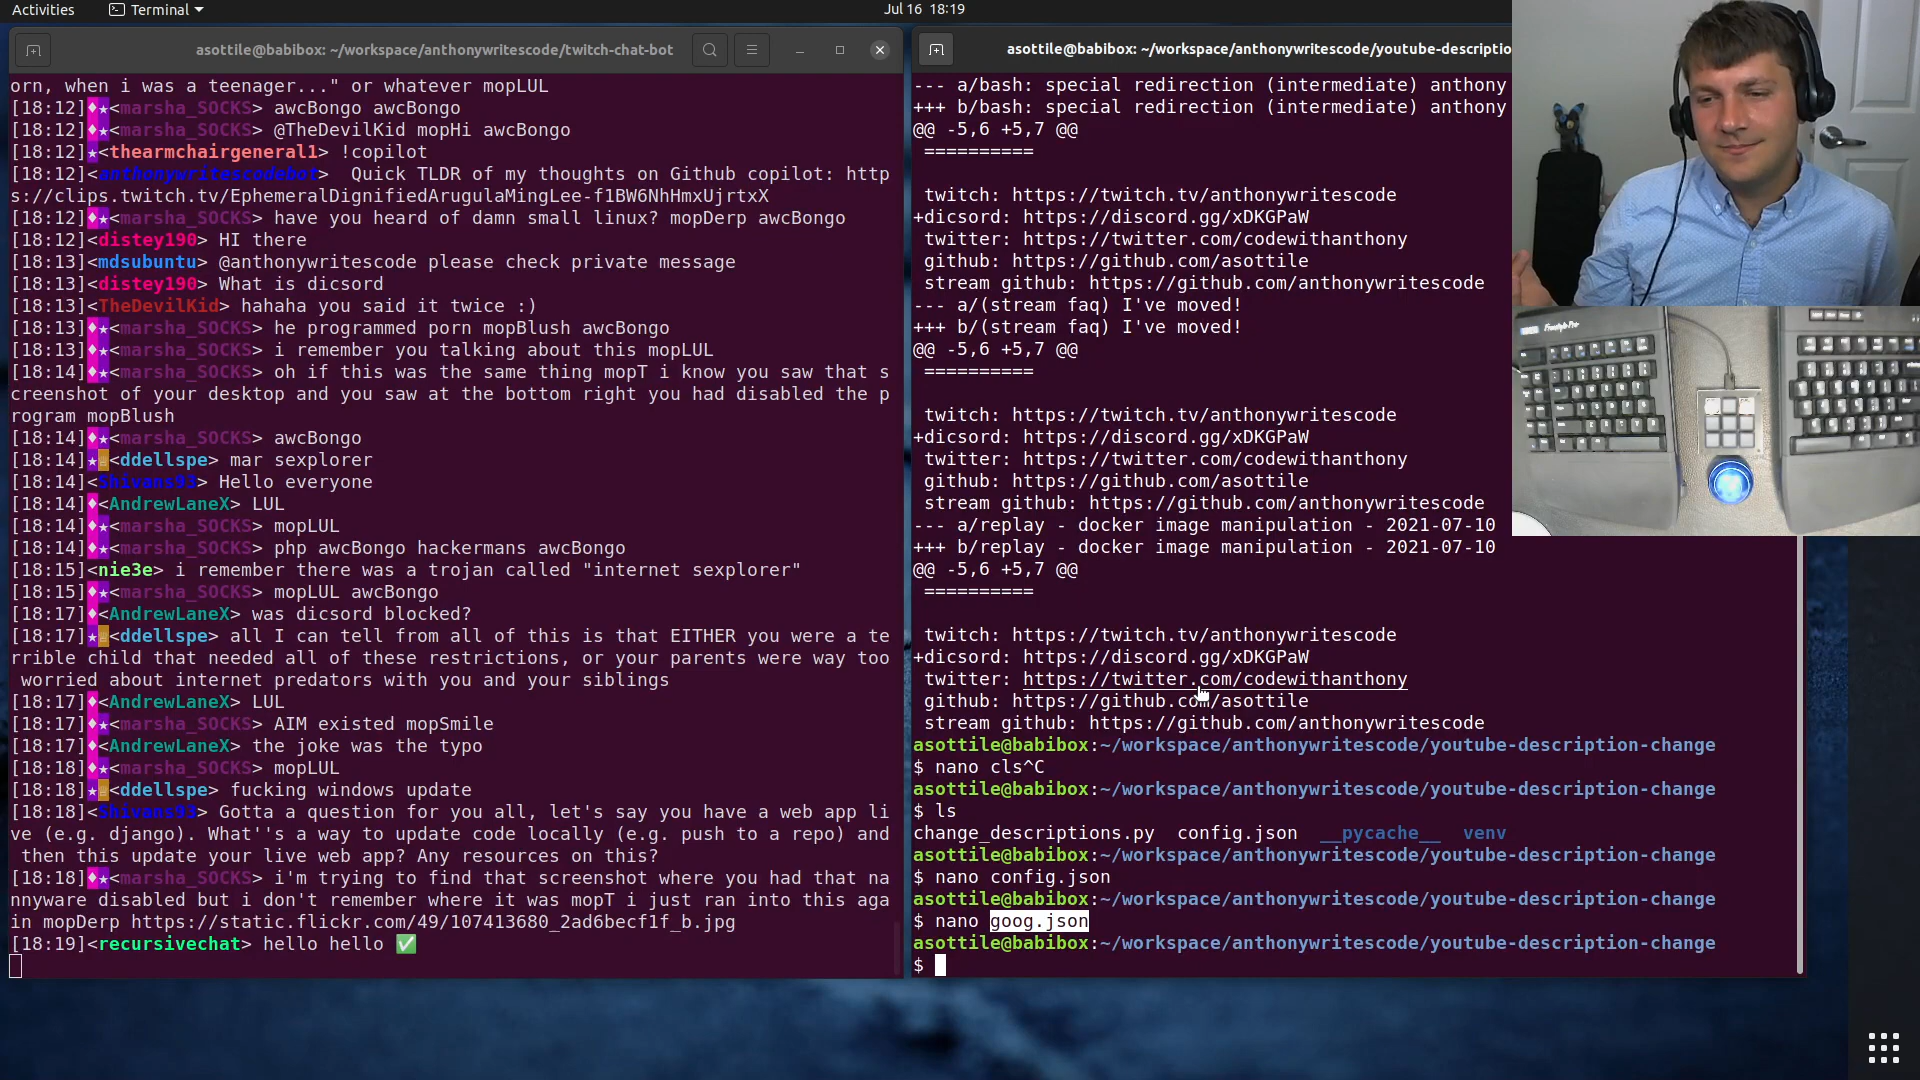 Activities
Terminal
Jul 16  18:19
asottile@babibox: ~/workspace/anthonywritescode/twitch-chat-bot
orn, when i was a teenager..." or whatever mopLUL
[18:12]♦★<marsha_SOCKS> awcBongo awcBongo
[18:12]♦★<marsha_SOCKS> @TheDevilKid mopHi awcBongo
[18:12]★<thearmchairgeneral1> !copilot
[18:12]<anthonywritescodebot>  Quick TLDR of my thoughts on Github copilot: http
s://clips.twitch.tv/EphemeralDignifiedArugulaMingLee-f1BW6NhHmxUjrtxX
[18:12]♦★<marsha_SOCKS> have you heard of damn small linux? mopDerp awcBongo
[18:12]<distey190> HI there
[18:13]<mdsubuntu> @anthonywritescode please check private message
[18:13]<distey190> What is dicsord
[18:13]<TheDevilKid> hahaha you said it twice :)
[18:13]♦★<marsha_SOCKS> he programmed porn mopBlush awcBongo
[18:13]♦★<marsha_SOCKS> i remember you talking about this mopLUL
[18:14]♦★<marsha_SOCKS> oh if this was the same thing mopT i know you saw that s
creenshot of your desktop and you saw at the bottom right you had disabled the p
rogram mopBlush
[18:14]♦★<marsha_SOCKS> awcBongo
[18:14]★<ddellspe> mar sexplorer
[18:14]<Shivans93> Hello everyone
[18:14]♦<AndrewLaneX> LUL
[18:14]♦★<marsha_SOCKS> mopLUL
[18:14]♦★<marsha_SOCKS> php awcBongo hackermans awcBongo
[18:15]<nie3e> i remember there was a trojan called "internet sexplorer"
[18:15]♦★<marsha_SOCKS> mopLUL awcBongo
[18:17]♦<AndrewLaneX> was dicsord blocked?
[18:17]★<ddellspe> all I can tell from all of this is that EITHER you were a te
rrible child that needed all of these restrictions, or your parents were way too
 worried about internet predators with you and your siblings
[18:17]♦<AndrewLaneX> LUL
[18:17]♦★<marsha_SOCKS> AIM existed mopSmile
[18:17]♦<AndrewLaneX> the joke was the typo
[18:18]♦★<marsha_SOCKS> mopLUL
[18:18]★<ddellspe> fucking windows update
[18:18]<Shivans93> Gotta a question for you all, let's say you have a web app li
ve (e.g. django). What''s a way to update code locally (e.g. push to a repo) and
 then this update your live web app? Any resources on this?
[18:18]♦★<marsha_SOCKS> i'm trying to find that screenshot where you had that na
nnyware disabled but i don't remember where it was mopT i just ran into this aga
in mopDerp https://static.flickr.com/49/107413680_2ad6becf1f_b.jpg
[18:19]<recursivechat> hello hello ✅
asottile@babibox: ~/workspace/anthonywritescode/youtube-descriptio
--- a/bash: special redirection (intermediate) anthony
+++ b/bash: special redirection (intermediate) anthony
@@ -5,6 +5,7 @@
 ==========
 twitch: https://twitch.tv/anthonywritescode
+dicsord: https://discord.gg/xDKGPaW
 twitter: https://twitter.com/codewithanthony
 github: https://github.com/asottile
 stream github: https://github.com/anthonywritescode
--- a/(stream faq) I've moved!
+++ b/(stream faq) I've moved!
@@ -5,6 +5,7 @@
 ==========
 twitch: https://twitch.tv/anthonywritescode
+dicsord: https://discord.gg/xDKGPaW
 twitter: https://twitter.com/codewithanthony
 github: https://github.com/asottile
 stream github: https://github.com/anthonywritescode
--- a/replay - docker image manipulation - 2021-07-10
+++ b/replay - docker image manipulation - 2021-07-10
@@ -5,6 +5,7 @@
 ==========
 twitch: https://twitch.tv/anthonywritescode
+dicsord: https://discord.gg/xDKGPaW
 twitter: https://twitter.com/codewithanthony
 github: https://github.com/asottile
 stream github: https://github.com/anthonywritescode
asottile@babibox:~/workspace/anthonywritescode/youtube-description-change
$ nano cls^C
asottile@babibox:~/workspace/anthonywritescode/youtube-description-change
$ ls
change_descriptions.py  config.json  __pycache__  venv
asottile@babibox:~/workspace/anthonywritescode/youtube-description-change
$ nano config.json
asottile@babibox:~/workspace/anthonywritescode/youtube-description-change
$ nano goog.json
asottile@babibox:~/workspace/anthonywritescode/youtube-description-change
$
Freestyle Pro